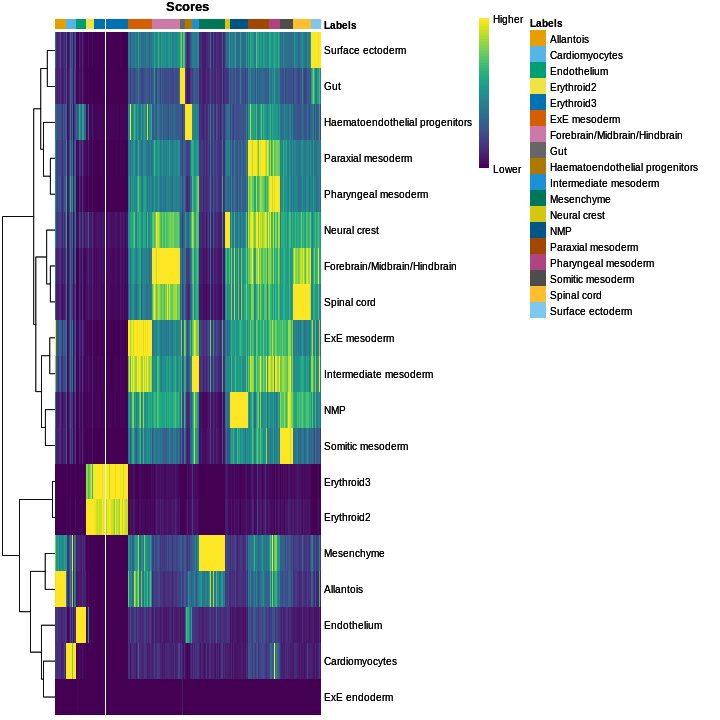 Scores
Labels
Surface ectoderm
Gut
Haematoendothelial progenitors
Paraxial mesoderm
Pharyngeal mesoderm
Neural crest
Forebrain/Midbrain/Hindbrain
Spinal cord
ExE mesoderm
Intermediate mesoderm
NMP
Somitic mesoderm
Erythroid3
Erythroid2
Mesenchyme
Allantois
Endothelium
Cardiomyocytes
ExE endoderm
Higher
Lower
Labels
Allantois
Cardiomyocytes
Endothelium
Erythroid2
Erythroid3
ExE mesoderm
Forebrain/Midbrain/Hindbrain
Gut
Haematoendothelial progenitors
Intermediate mesoderm
Mesenchyme
Neural crest
NMP
Paraxial mesoderm
Pharyngeal mesoderm
Somitic mesoderm
Spinal cord
Surface ectoderm